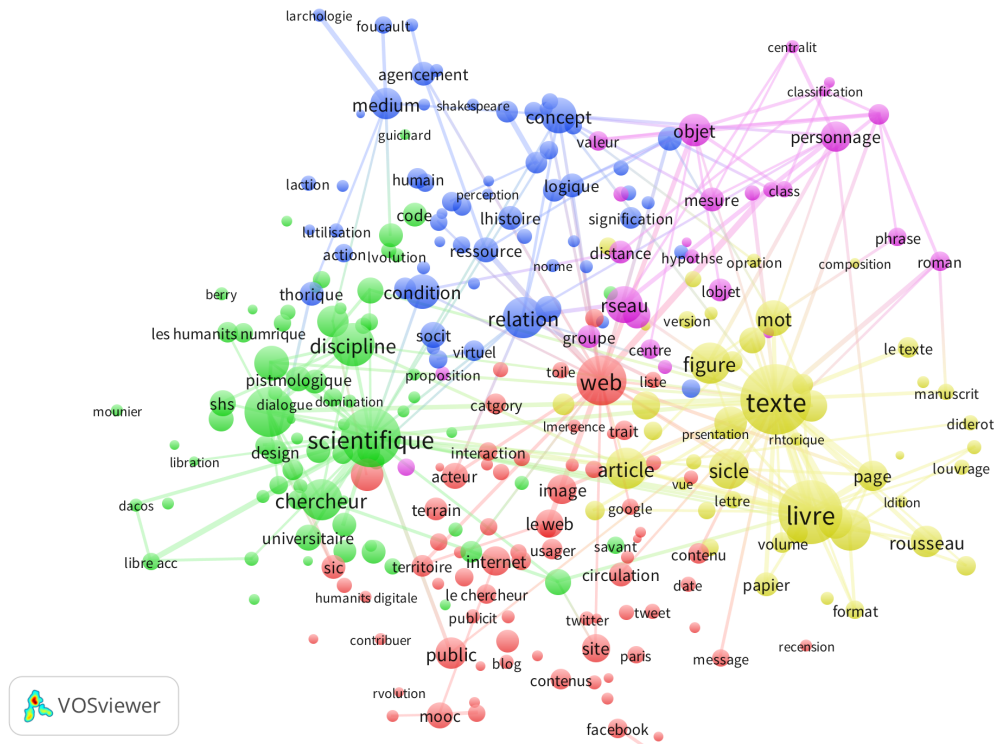 larchologie
foucault
centralit
agencement
classification
medium
shakespeare
concept
guichard
valeur
objet
personnage
laction
humain
perception
logique
class
mesure
code
lhistoire
signification
lutilisation
phrase
action
lvolution
ressource
distance
hypothse
opration
composition
roman
norme
berry
thorique
condition
lobjet
rseau
relation
version
mot
les humanits numrique
discipline
socit
groupe
virtuel
centre
le texte
figure
proposition
toile
web
liste
pistmologique
manuscrit
mounier
shs
dialogue
domination
catgory
texte
diderot
lmergence
trait
prsentation
rhtorique
scientifique
design
interaction
libration
acteur
article
sicle
page
louvrage
vue
image
chercheur
dacos
terrain
google
lettre
ldition
livre
le web
universitaire
usager
savant
contenu
volume
rousseau
libre acc
sic
territoire
internet
circulation
date
papier
humanits digitale
le chercheur
publicit
twitter
tweet
format
contribuer
public
blog
site
paris
message
recension
contenus
rvolution
mooc
facebook
VOSviewer